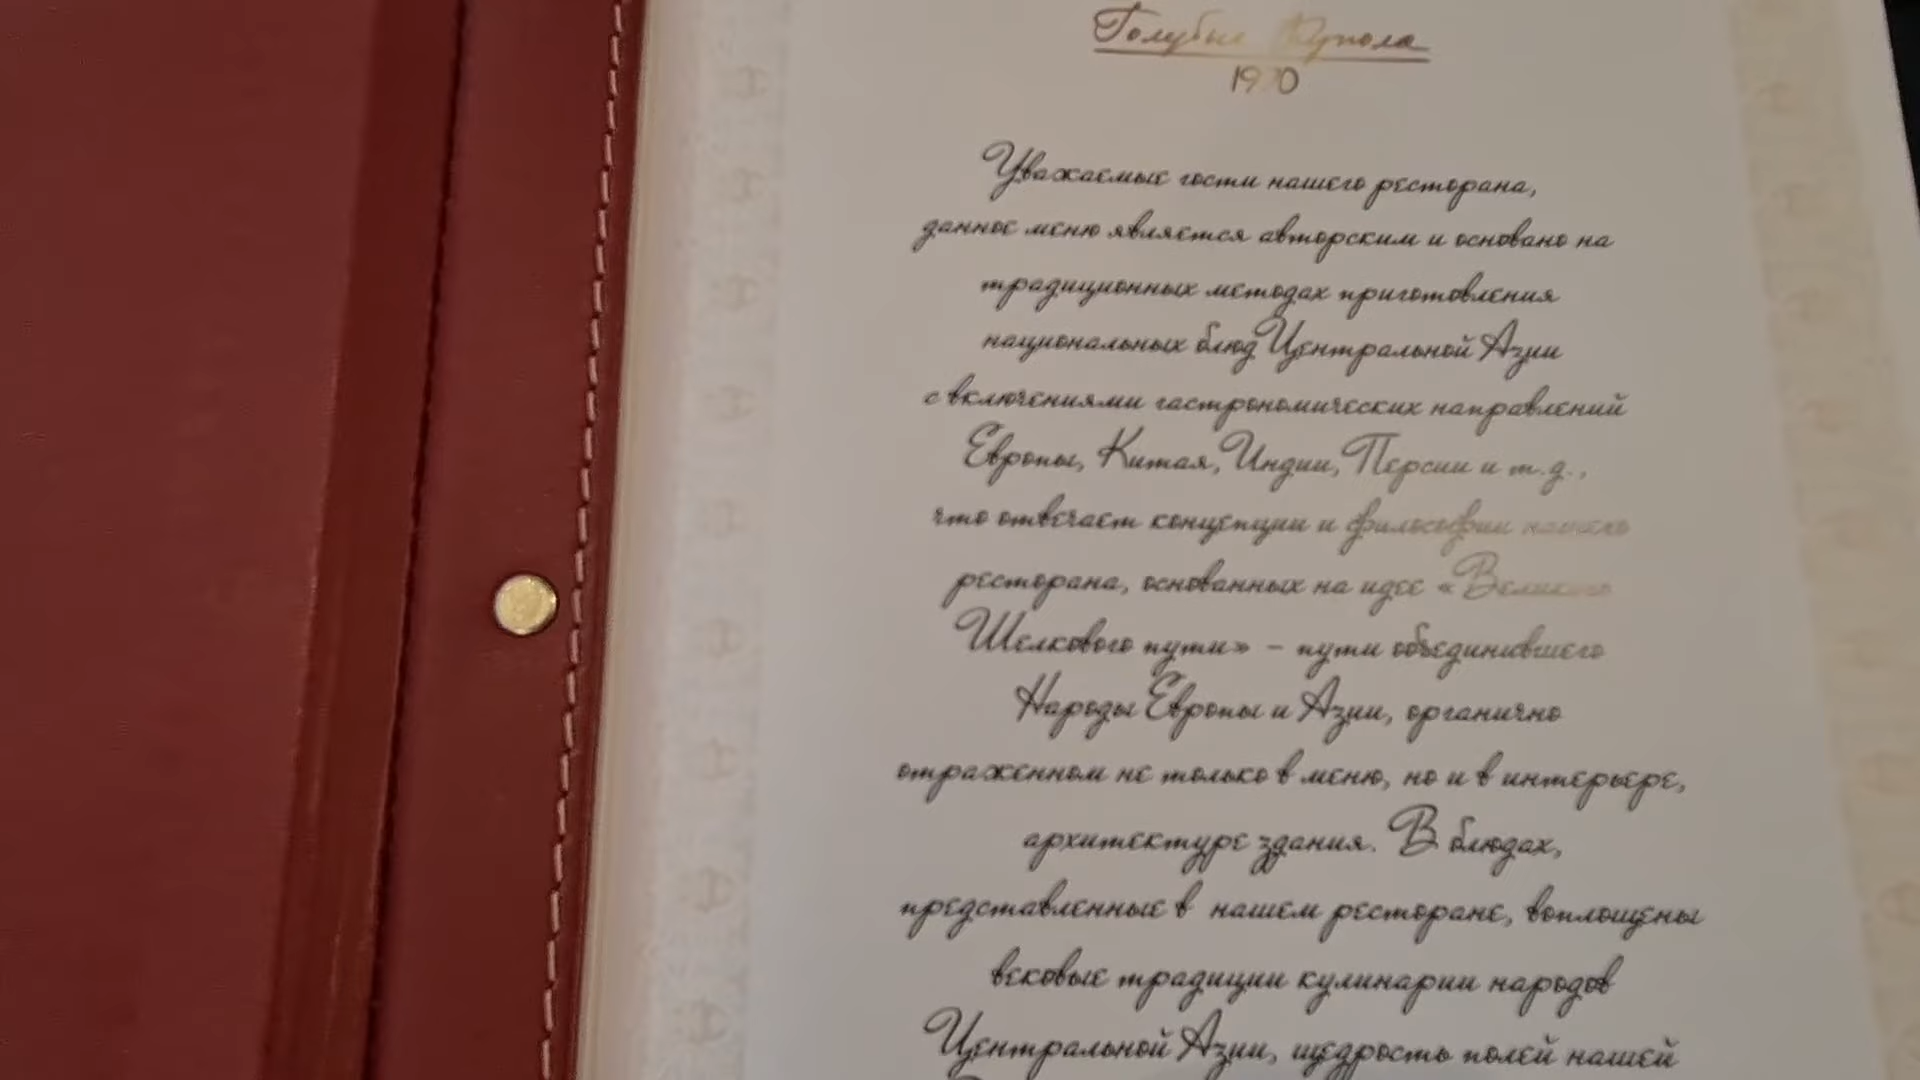 Голубые Купола
1970
Уважаемые гости нашего ресторана,
данное меню является авторским и основано на
традиционных методах приготовления
национальных блюд Центральной Азии
с включениями гастрономических направлений
Европы, Китая, Индии, Персии и т.д.,
что отвечает концепции и философии нашего
ресторана, основанных на идее «Великого
Шелкового пути» – пути объединившего
Народы Европы и Азии, органично
отраженном не только в меню, но и в интерьере,
архитектуре здания. В блюдах,
представленные в нашем ресторане, воплощены
вековые традиции кулинарии народов
Центральной Азии, щедрость полей нашей